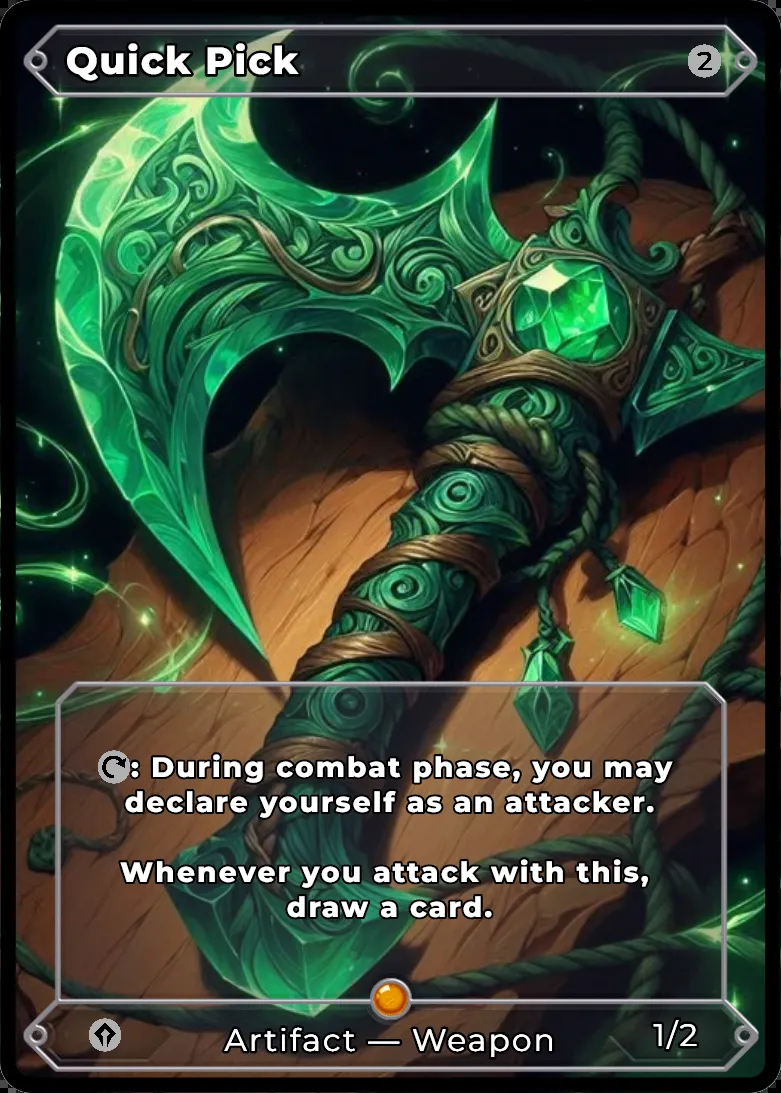 Quick Pick
2
: During combat phase, you may
declare yourself as an attacker.
Whenever you attack with this,
draw a card.
Artifact — Weapon
1/2